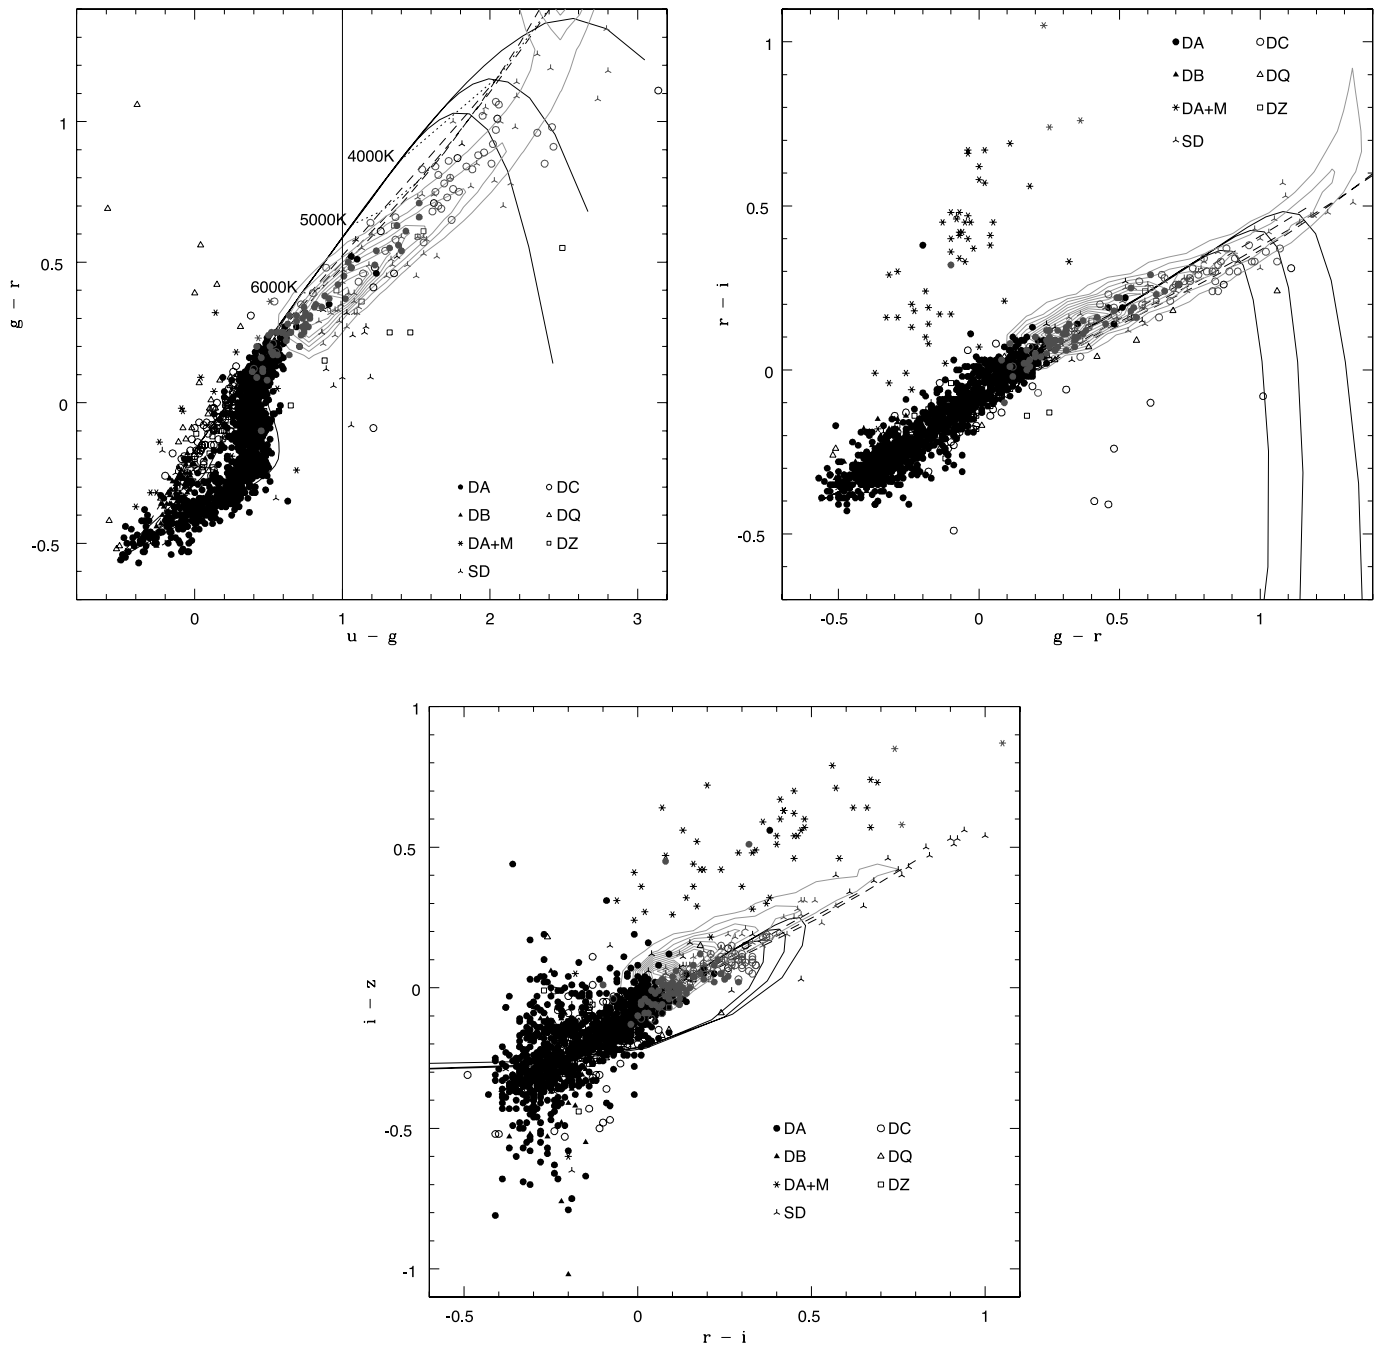 1
0.5
0
-0.5
g - r
4000K
5000K
6000K
DA DC
DB DQ
DA+M DZ
SD
0 1 2 3
u - g
1
0.5
0
-0.5
r - i
DA DC
DB DQ
DA+M DZ
SD
-0.5 0 0.5 1
g - r
1
0.5
0
-0.5
-1
i - z
DA DC
DB DQ
DA+M DZ
SD
-0.5 0 0.5 1
r - i